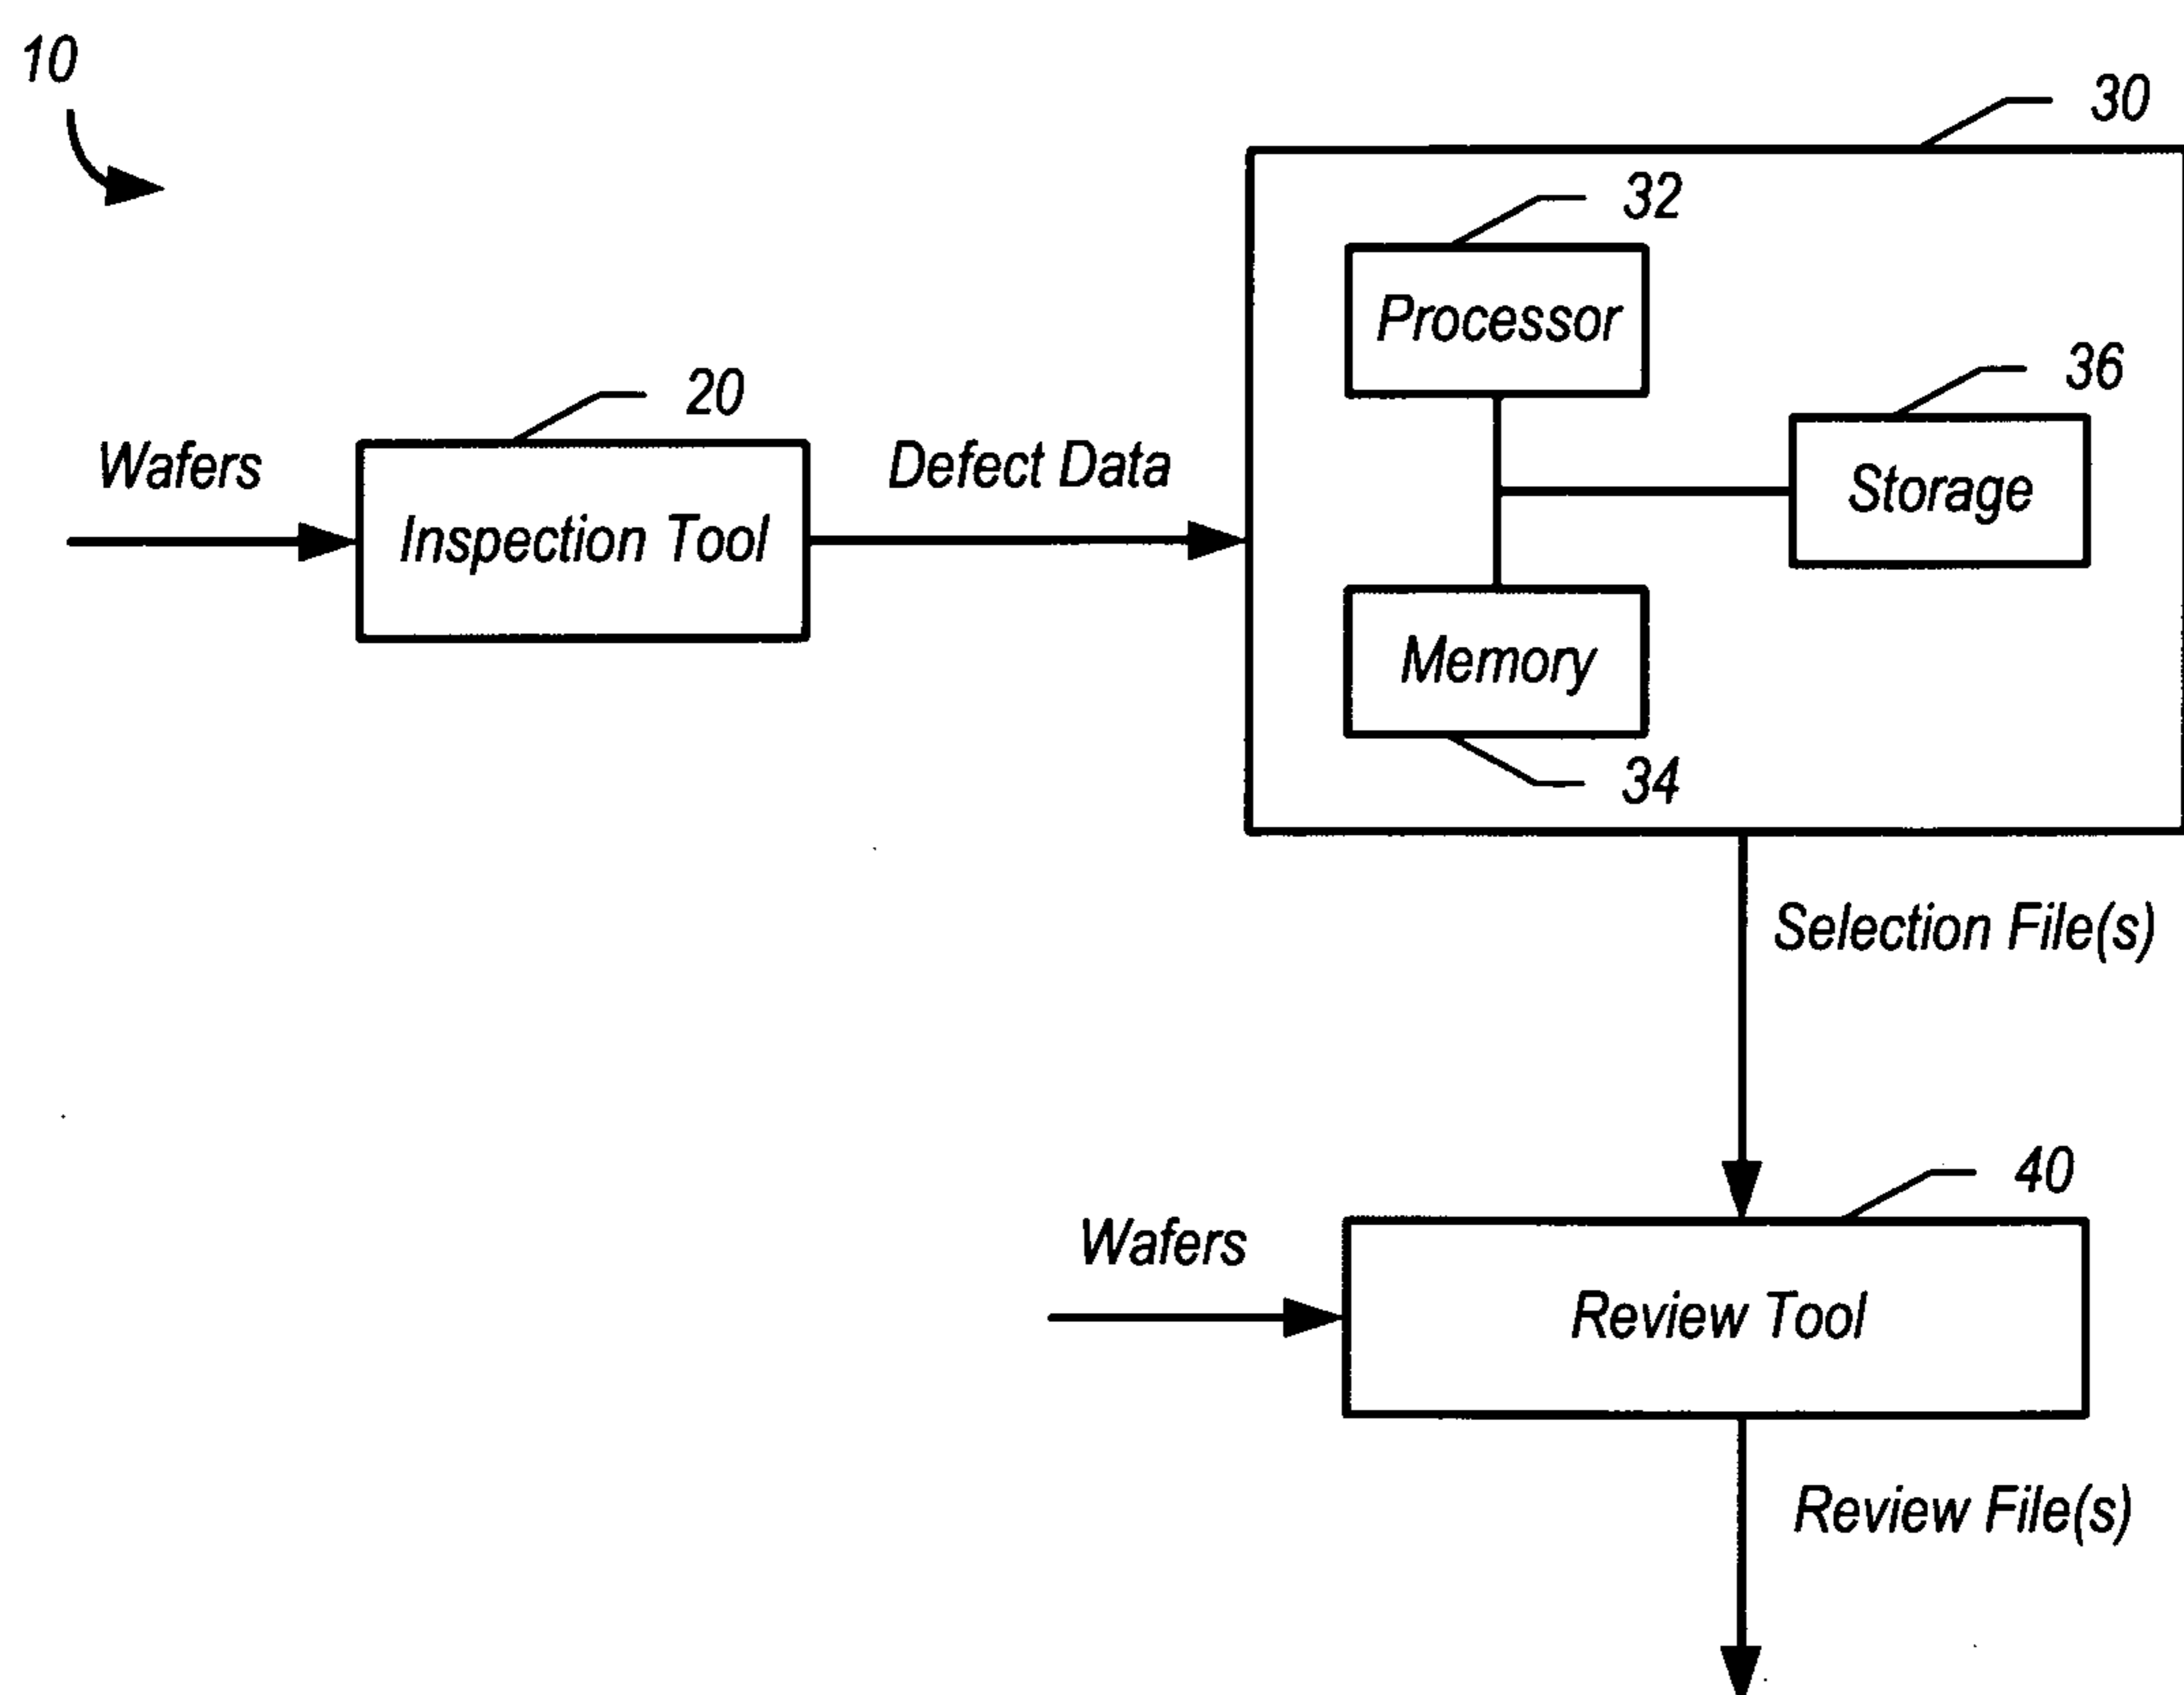 10
30
32
Processor
36
20
Wafers
Defect Data
Storage
Inspection Tool
Memory
34
Selection File(s)
40
Wafers
Review Tool
Review File(s)